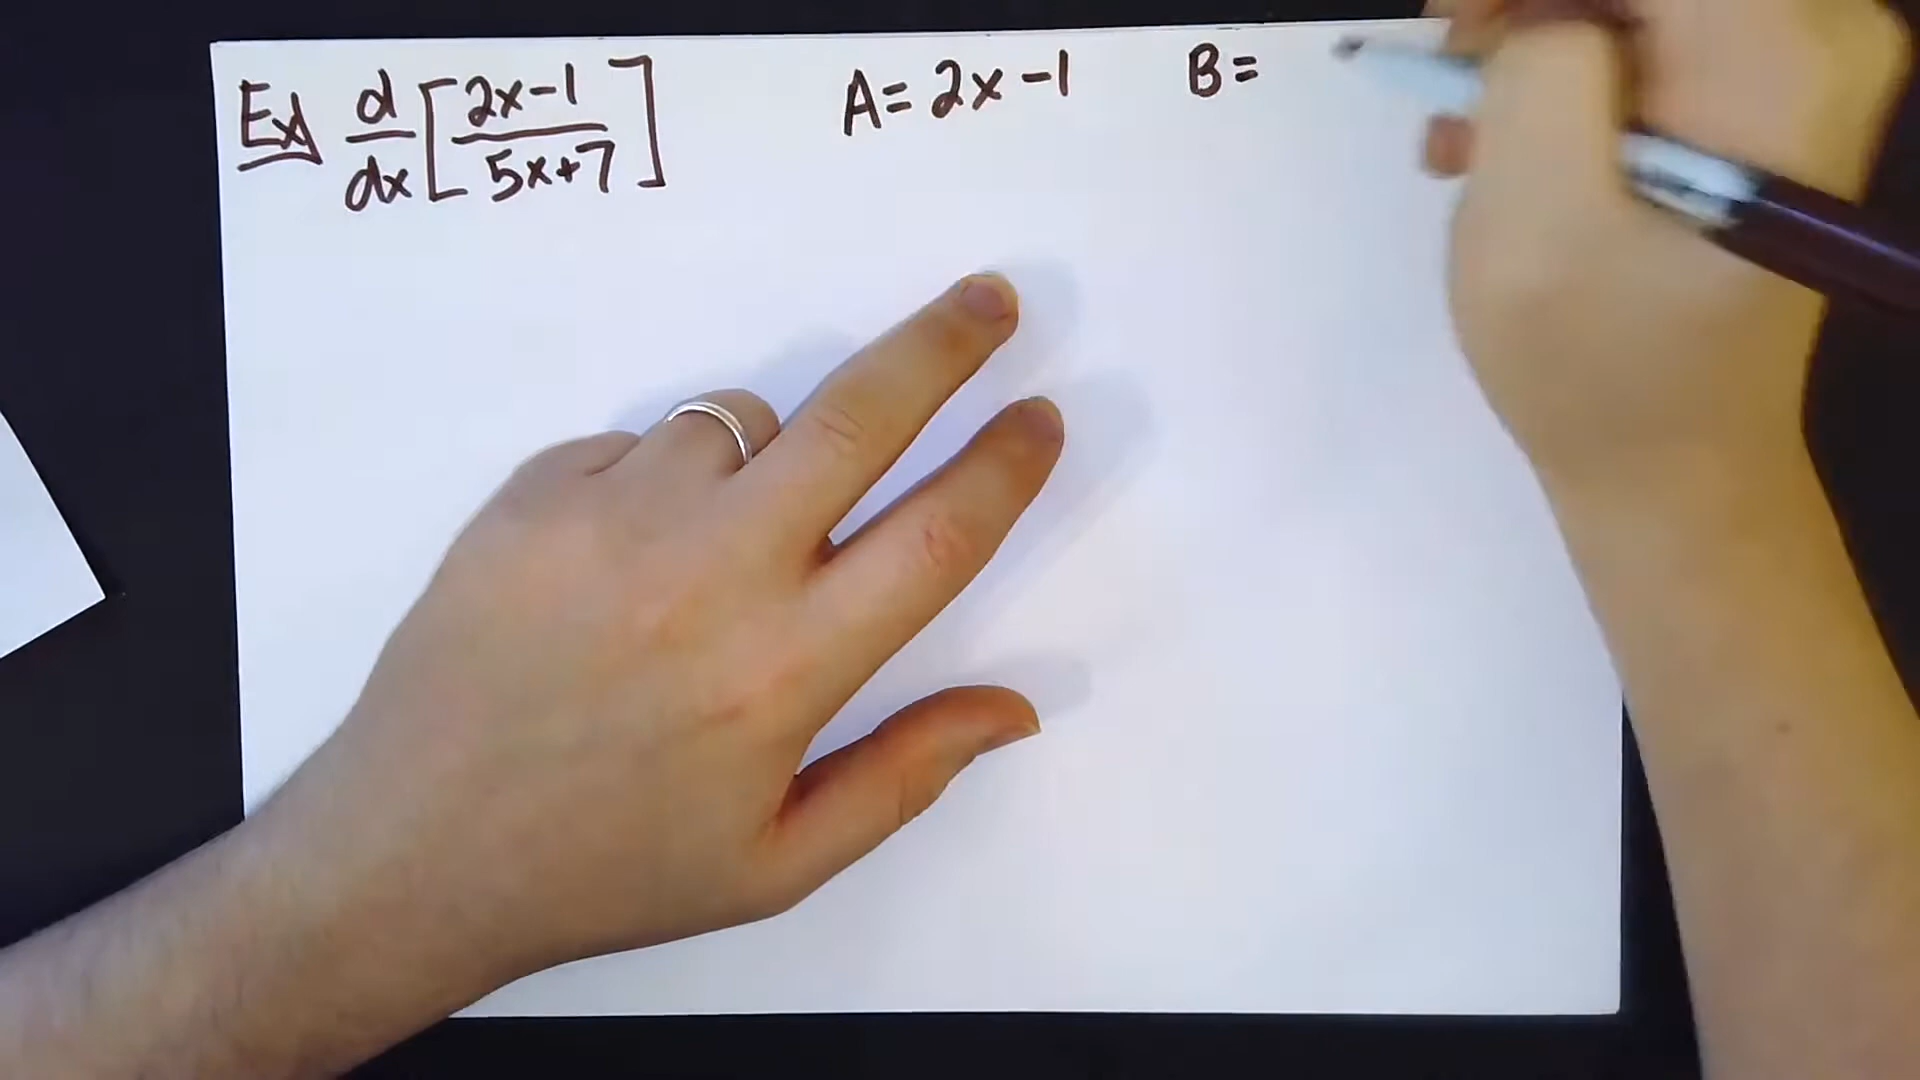 Ex d/dx [ 2x-1 / 5x+7 ] A= 2x-1 B=